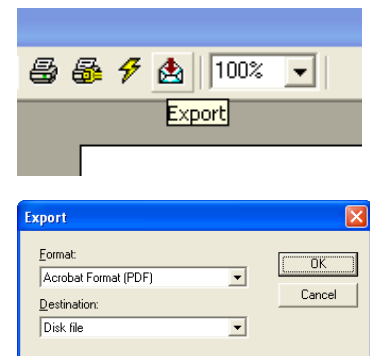 100%
Export
Export
Format:
Acrobat Format (PDF)
OK
Destination:
Cancel
Disk file